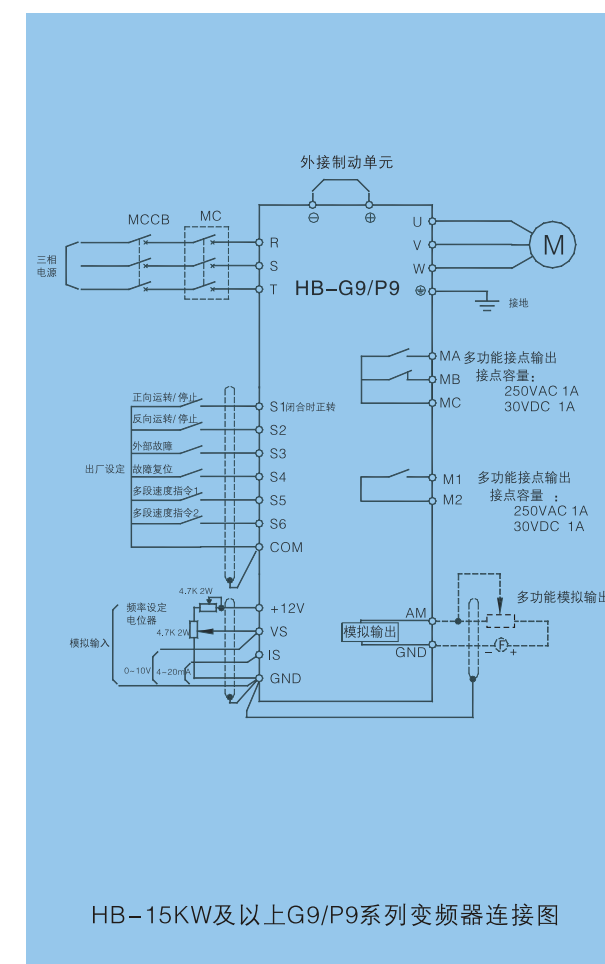 外接制动单元
⊖ ⊕
MCCB MC
三相
电源
R
S
T
HB-G9/P9
U
V
W
M
接地
MA 多功能接点输出
MB 接点容量：
250VAC 1A
MC 30VDC 1A
正向运转/停止 S1闭合时正转
反向运转/停止 S2
外部故障 S3
出厂设定 故障复位 S4
多段速度指令1 S5
多段速度指令2 S6
COM
M1 多功能接点输出
M2 接点容量 ：
250VAC 1A
30VDC 1A
4.7K 2W
频率设定
电位器
+12V
4.7K 2W VS
模拟输入
IS
0-10V 4-20mA
GND
AM
模拟输出
GND
多功能模拟输出
- F +
HB-15KW及以上G9/P9系列变频器连接图